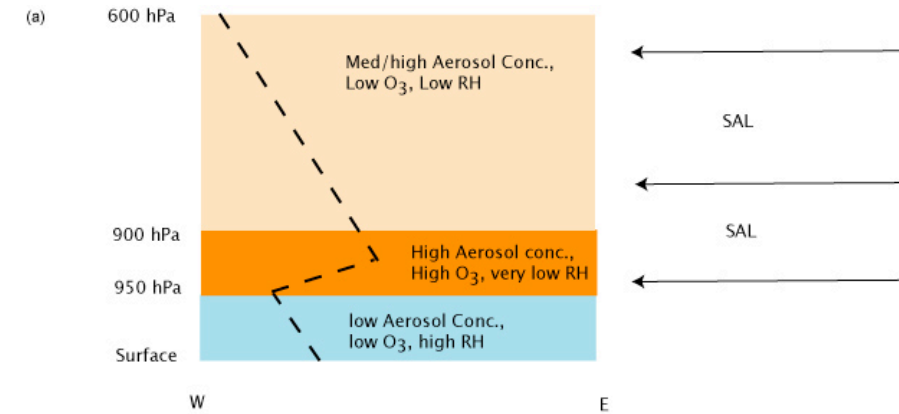 (a)
600 hPa
Med/high Aerosol Conc.,
Low O3, Low RH
SAL
900 hPa
SAL
High Aerosol conc.,
High O3, very low RH
950 hPa
low Aerosol Conc.,
low O3, high RH
Surface
W
E